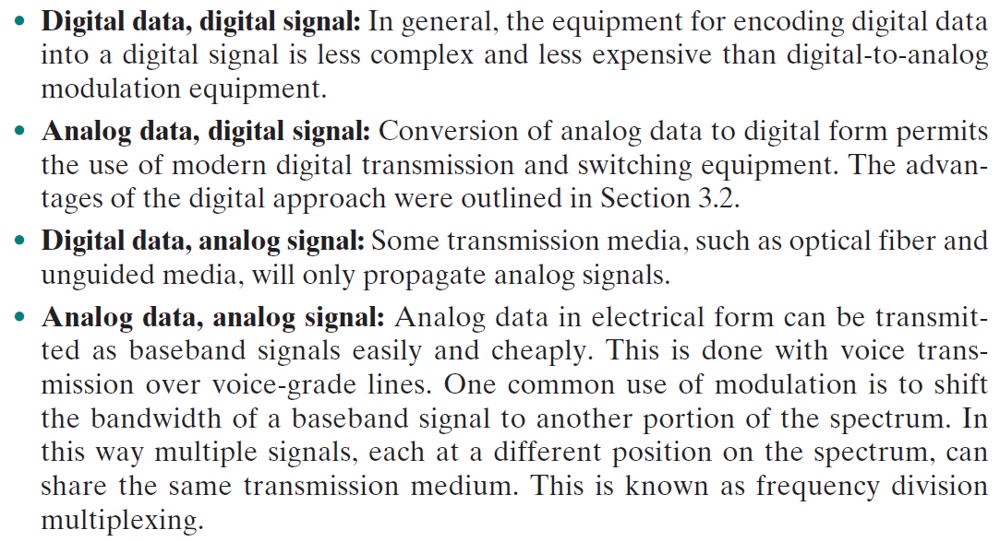 • Digital data, digital signal: In general, the equipment for encoding digital data
into a digital signal is less complex and less expensive than digital-to-analog
modulation equipment.
• Analog data, digital signal: Conversion of analog data to digital form permits
the use of modern digital transmission and switching equipment. The advan-
tages of the digital approach were outlined in Section 3.2.
• Digital data, analog signal: Some transmission media, such as optical fiber and
unguided media, will only propagate analog signals.
• Analog data, analog signal: Analog data in electrical form can be transmit-
ted as baseband signals easily and cheaply. This is done with voice trans-
mission over voice-grade lines. One common use of modulation is to shift
the bandwidth of a baseband signal to another portion of the spectrum. In
this way multiple signals, each at a different position on the spectrum, can
share the same transmission medium. This is known as frequency division
multiplexing.